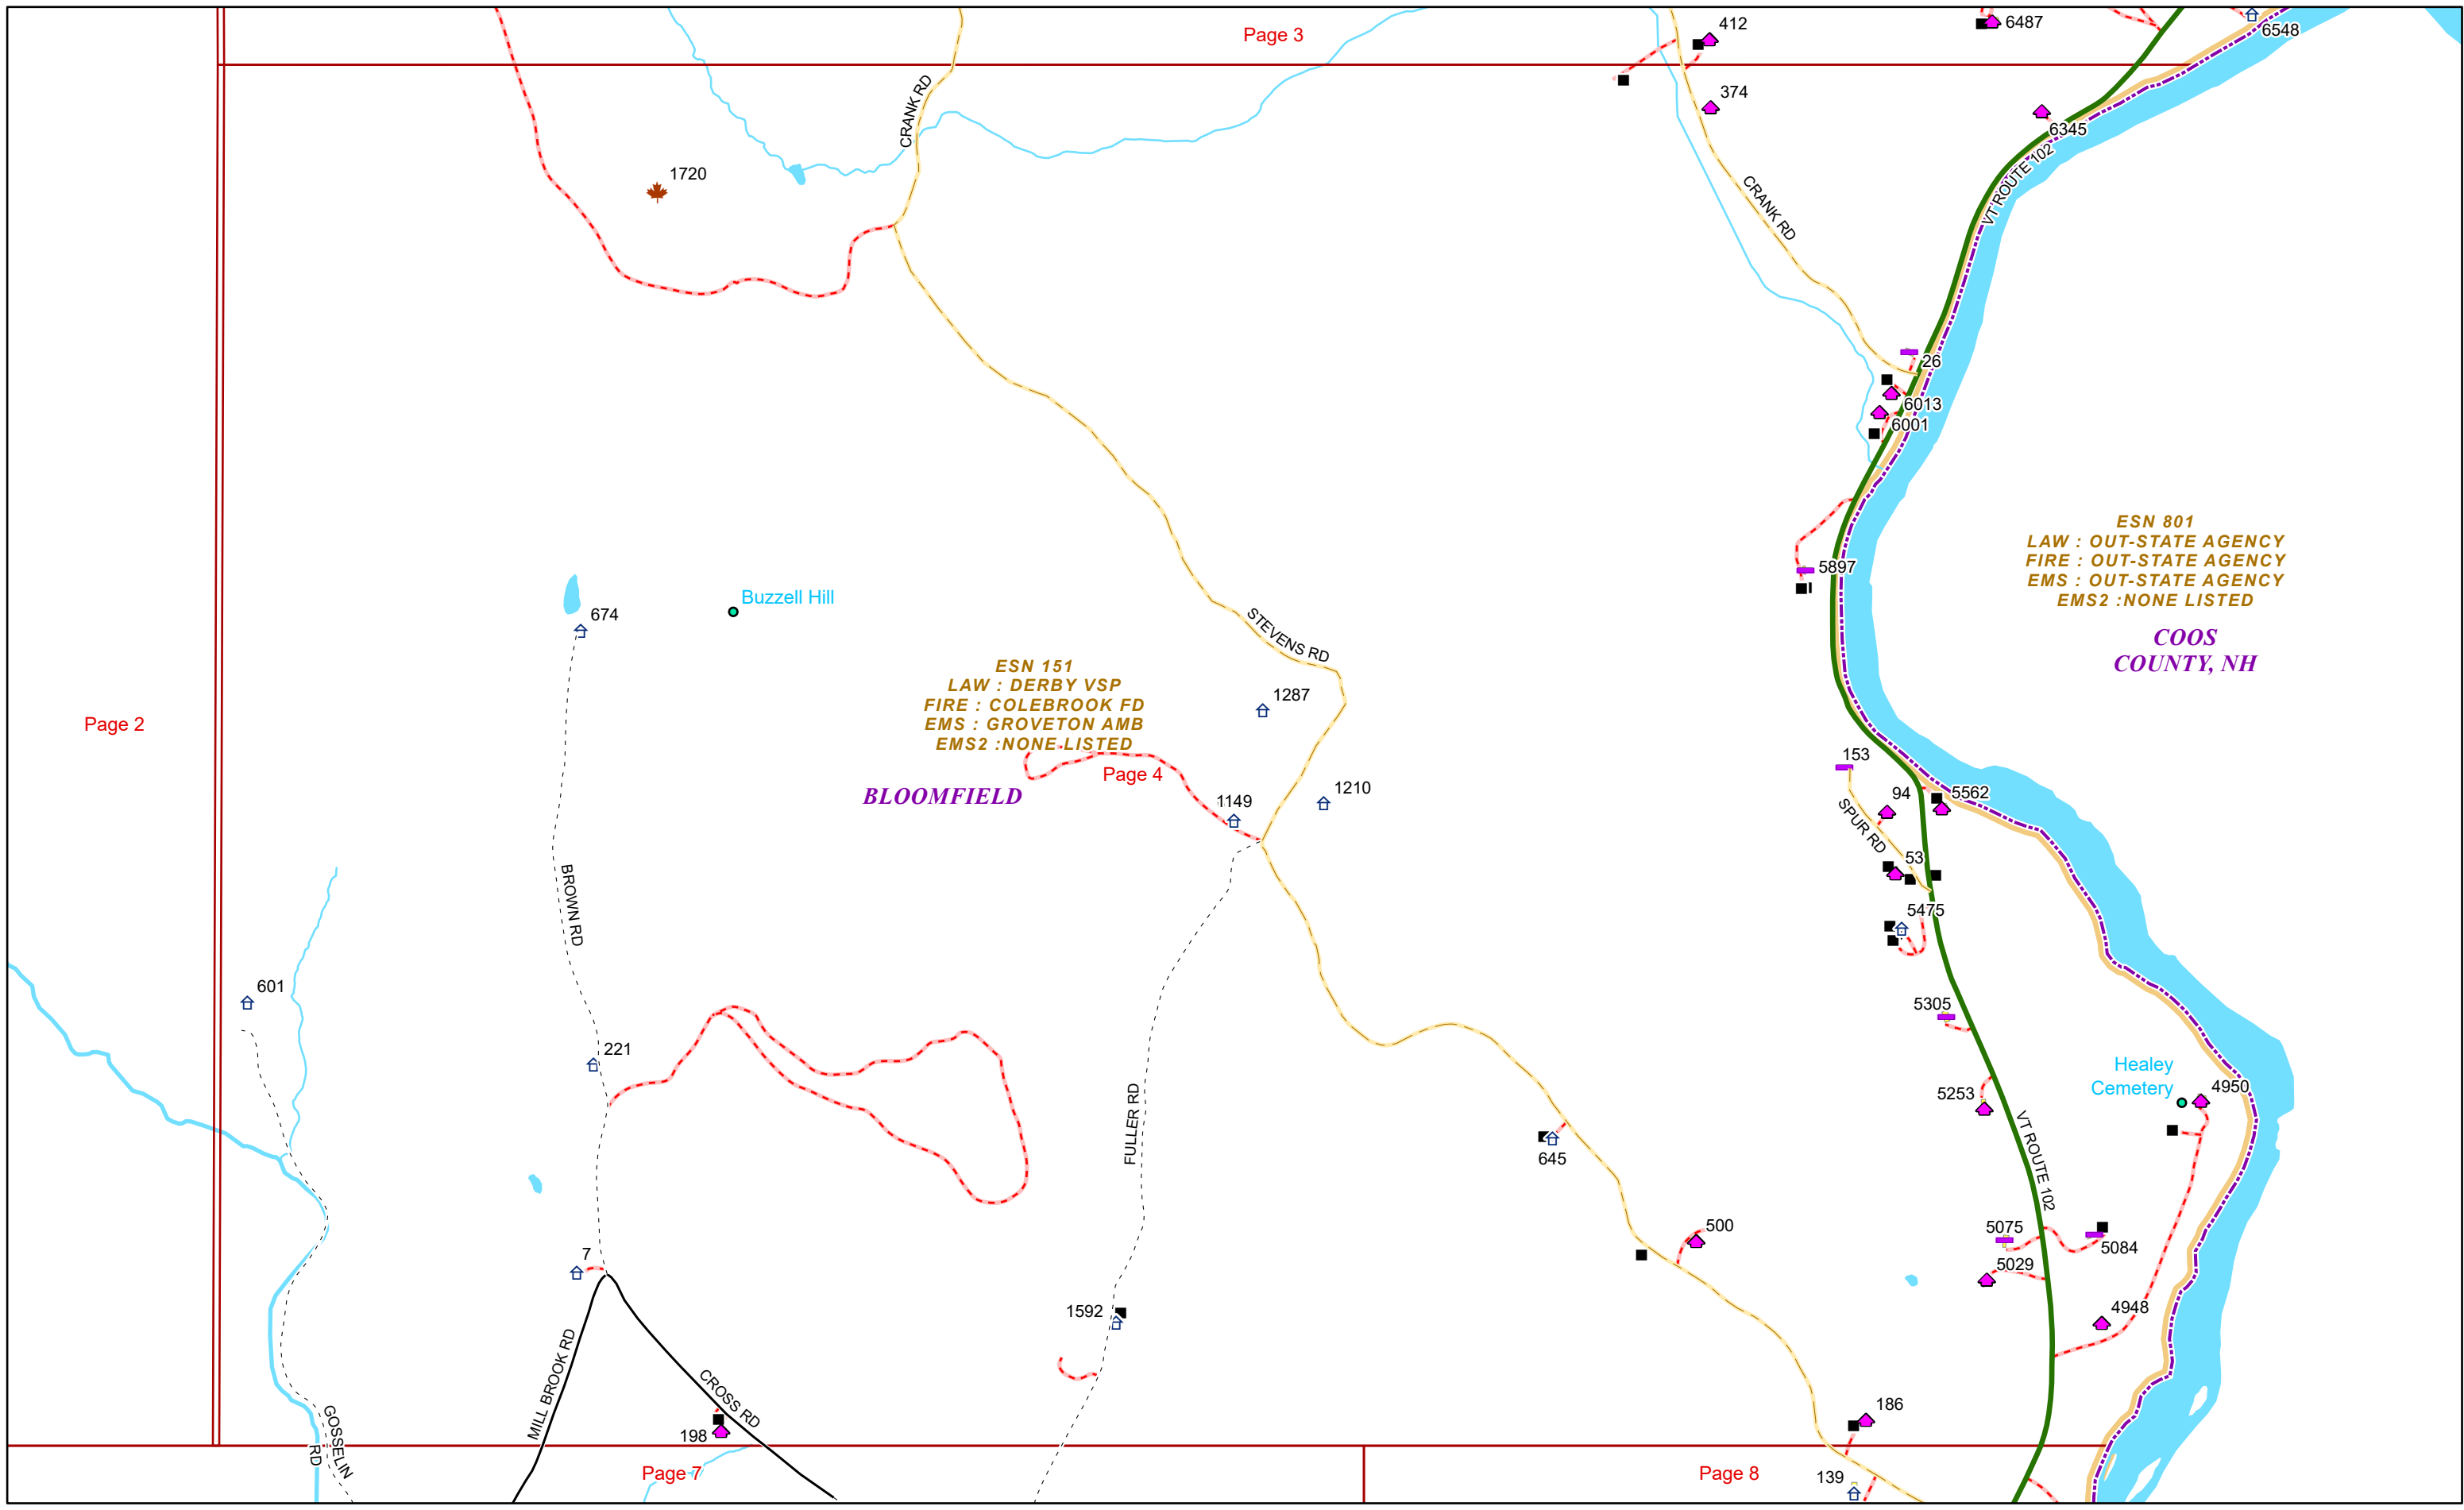 Page 3
412
6487
6548
374
CRANK RD
6345
VT ROUTE 102
1720
CRANK RD
26
6013
6001
5897
ESN 801
LAW : OUT-STATE AGENCY
FIRE : OUT-STATE AGENCY
EMS : OUT-STATE AGENCY
EMS2 :NONE LISTED
COOS
COUNTY, NH
Buzzell Hill
674
STEVENS RD
ESN 151
LAW : DERBY VSP
FIRE : COLEBROOK FD
EMS : GROVETON AMB
EMS2 :NONE LISTED
1287
Page 2
Page 4
BLOOMFIELD
1149
1210
153
94
5562
SPUR RD
53
BROWN RD
5475
601
5305
221
Healey
Cemetery
4950
5253
FULLER RD
VT ROUTE 102
645
500
5075
5084
7
5029
1592
4948
MILL BROOK RD
CROSS RD
186
198
GOSSELIN
RD
Page 7
Page 8
139